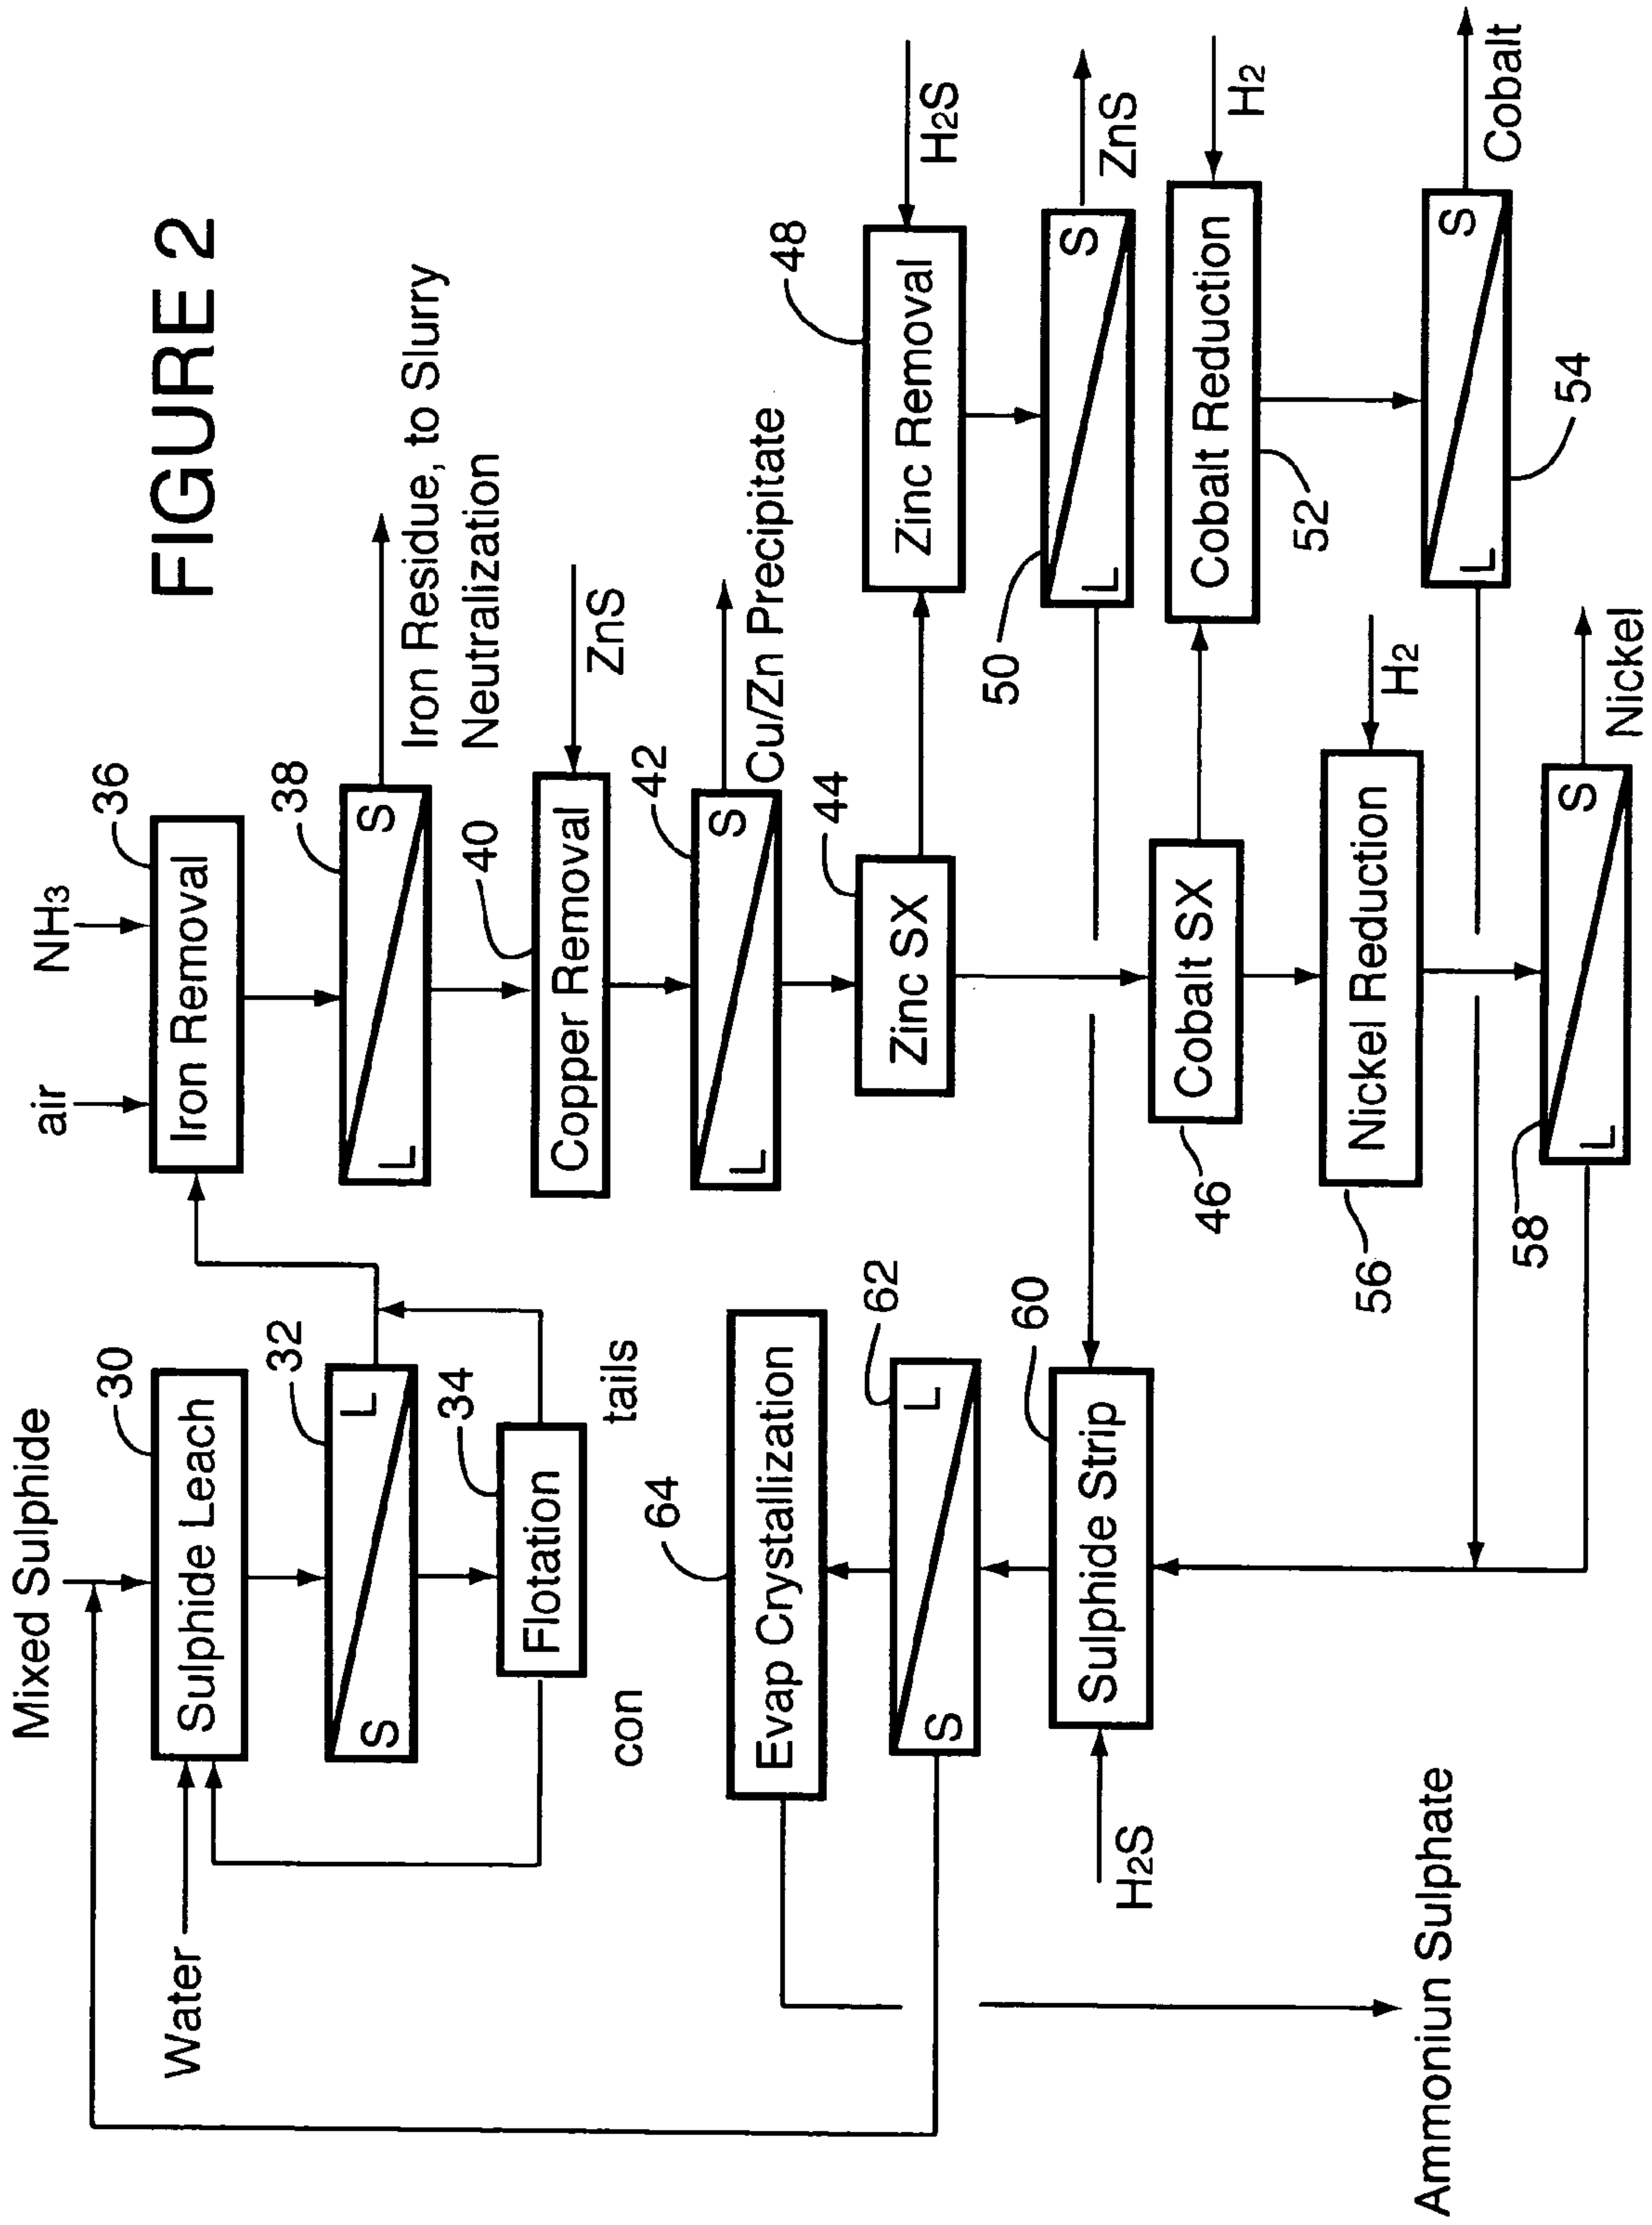 FIGURE 2
Mixed Sulphide
Water
Sulphide Leach
30
S
L
32
Flotation
34
con
tails
air
NH3
Iron Removal
36
L
S
38
Iron Residue, to Slurry
Neutralization
Copper Removal
40
ZnS
L
S
42
Cu/Zn Precipitate
Zinc SX
44
Zinc Removal
48
H2S
L
S
50
ZnS
Cobalt SX
46
Cobalt Reduction
52
H2
L
S
54
Cobalt
Nickel Reduction
56
H2
L
S
58
Nickel
Sulphide Strip
60
H2S
S
L
62
Evap Crystallization
64
Ammoniun Sulphate